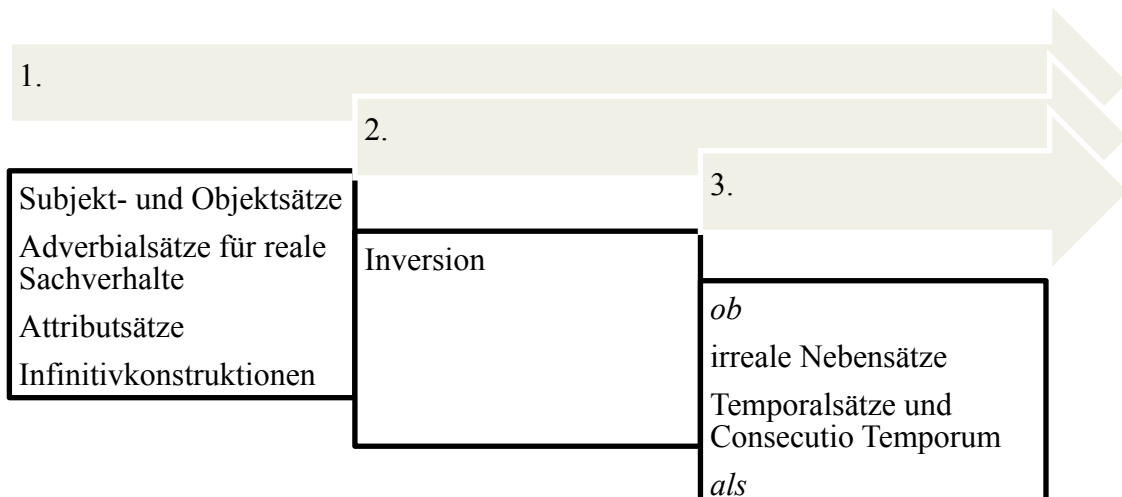 1.
Subjekt- und Objektsätze
Adverbialsätze für reale
Sachverhalte
Attributsätze
Infinitivkonstruktionen
2.
Inversion
3.
ob
irreale Nebensätze
Temporalsätze und
Consecutio Temporum
als